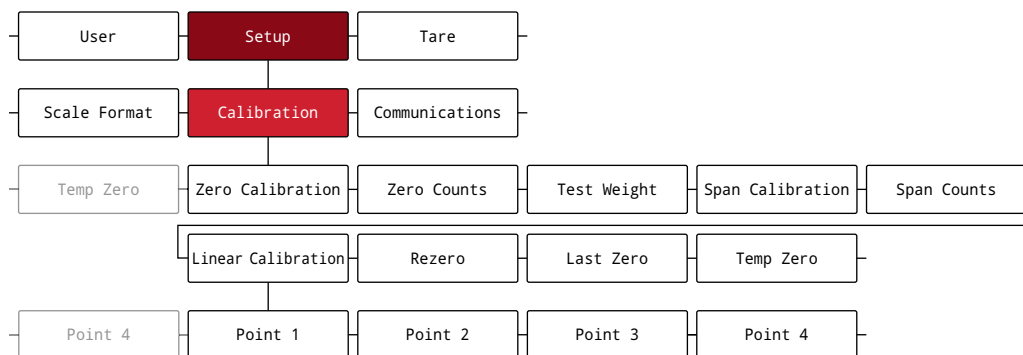 User Setup Tare
Scale Format Calibration Communications
Temp Zero Zero Calibration Zero Counts Test Weight Span Calibration Span Counts
Linear Calibration Rezero Last Zero Temp Zero
Point 4 Point 1 Point 2 Point 3 Point 4